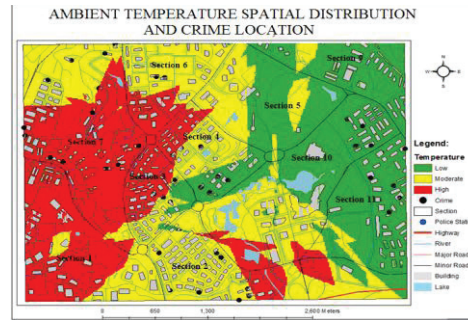 AMBIENT TEMPERATURE SPATIAL DISTRIBUTION
AND CRIME LOCATION
Section 6
Section 5
Section 7
Section 4
Section 3
Section 10
Section 11
Section 1
Section 2
N
W
E
S
Legend:
Temperature
Low
Moderate
High
Crime
Section
Police Stati
Highway
River
Major Road
Minor Road
Building
Lake
0
650
1,300
2,600 Meters